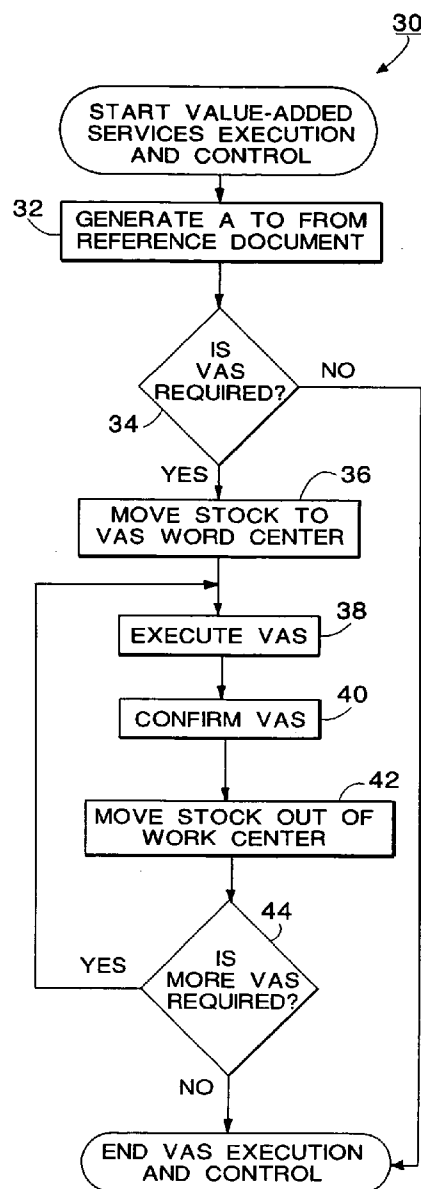 30
START VALUE-ADDED
SERVICES EXECUTION
AND CONTROL
32
GENERATE A TO FROM
REFERENCE DOCUMENT
IS
VAS
REQUIRED?
NO
34
YES
36
MOVE STOCK TO
VAS WORD CENTER
38
EXECUTE VAS
40
CONFIRM VAS
42
MOVE STOCK OUT OF
WORK CENTER
44
YES
IS
MORE VAS
REQUIRED?
NO
END VAS EXECUTION
AND CONTROL